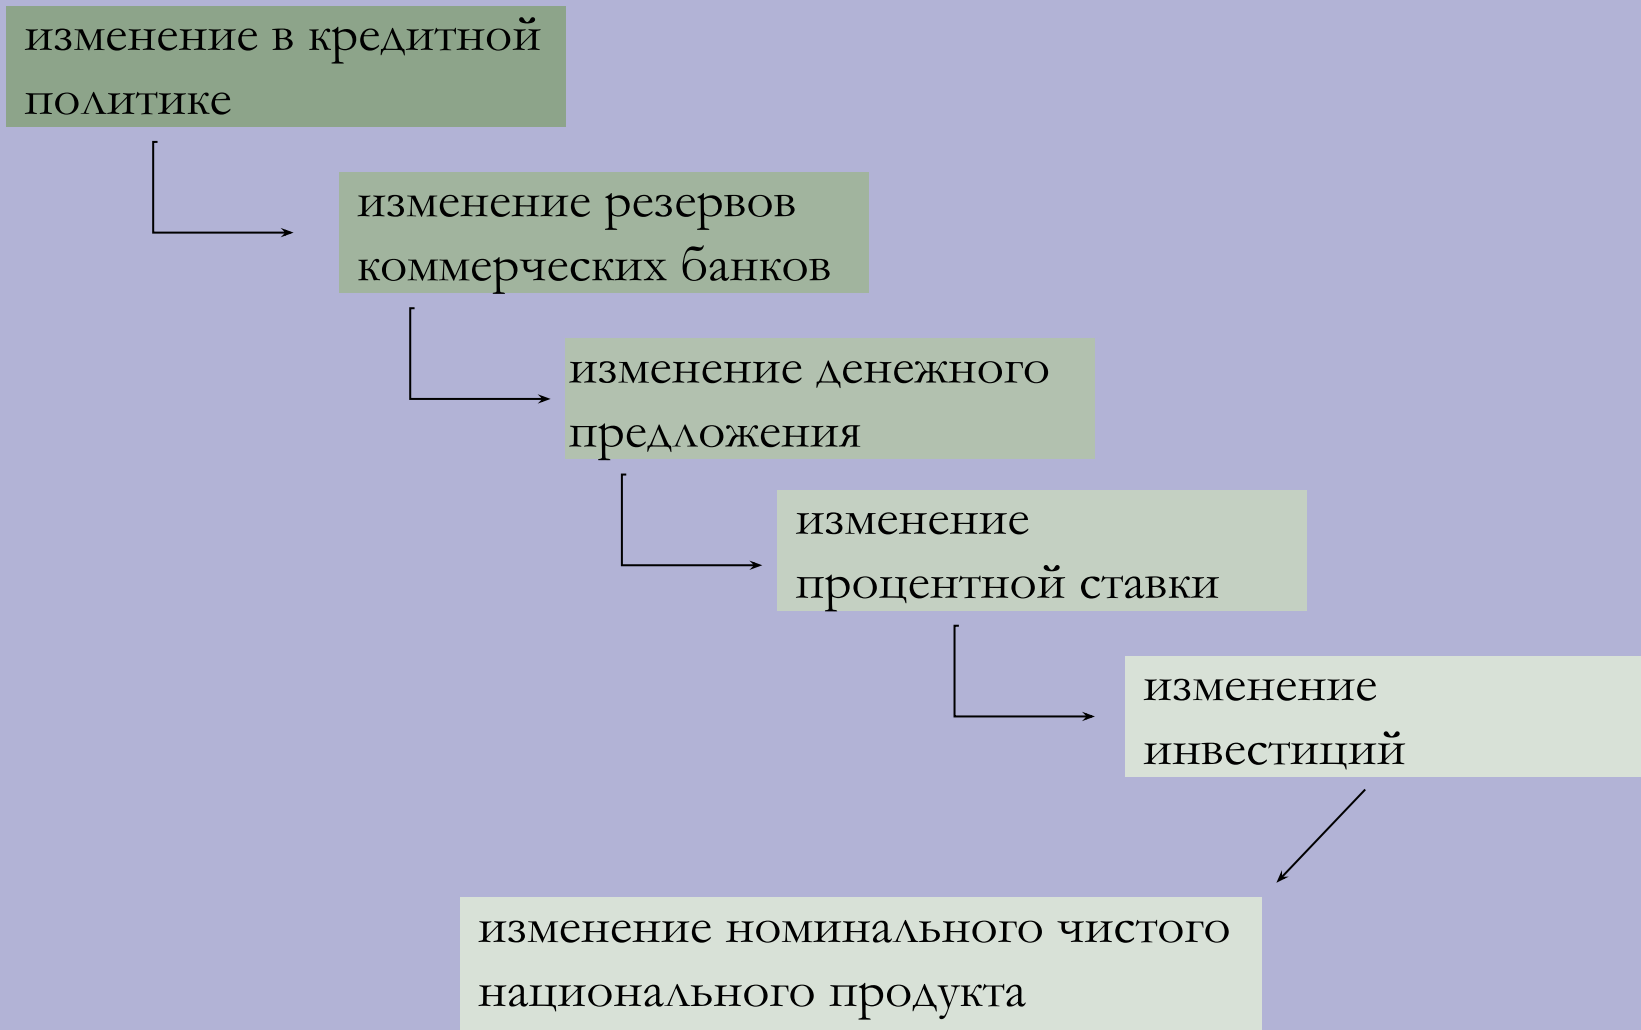 изменение в кредитной
политике
изменение резервов
коммерческих банков
изменение денежного
предложения
изменение
процентной ставки
изменение
инвестиций
изменение номинального чистого
национального продукта